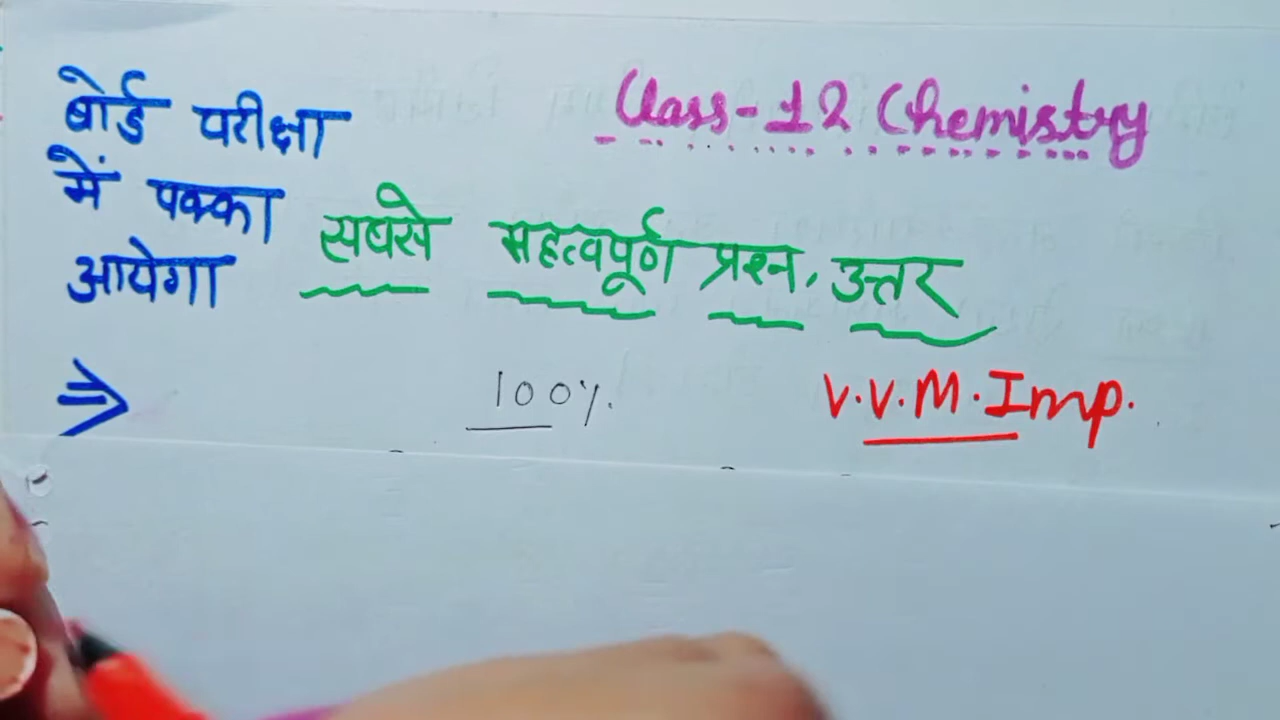 बोर्ड परीक्षा
में पक्का
आयेगा
Class-12 Chemistry
सबसे महत्वपूर्ण प्रश्न, उत्तर
100%.
V.V.M.Imp.